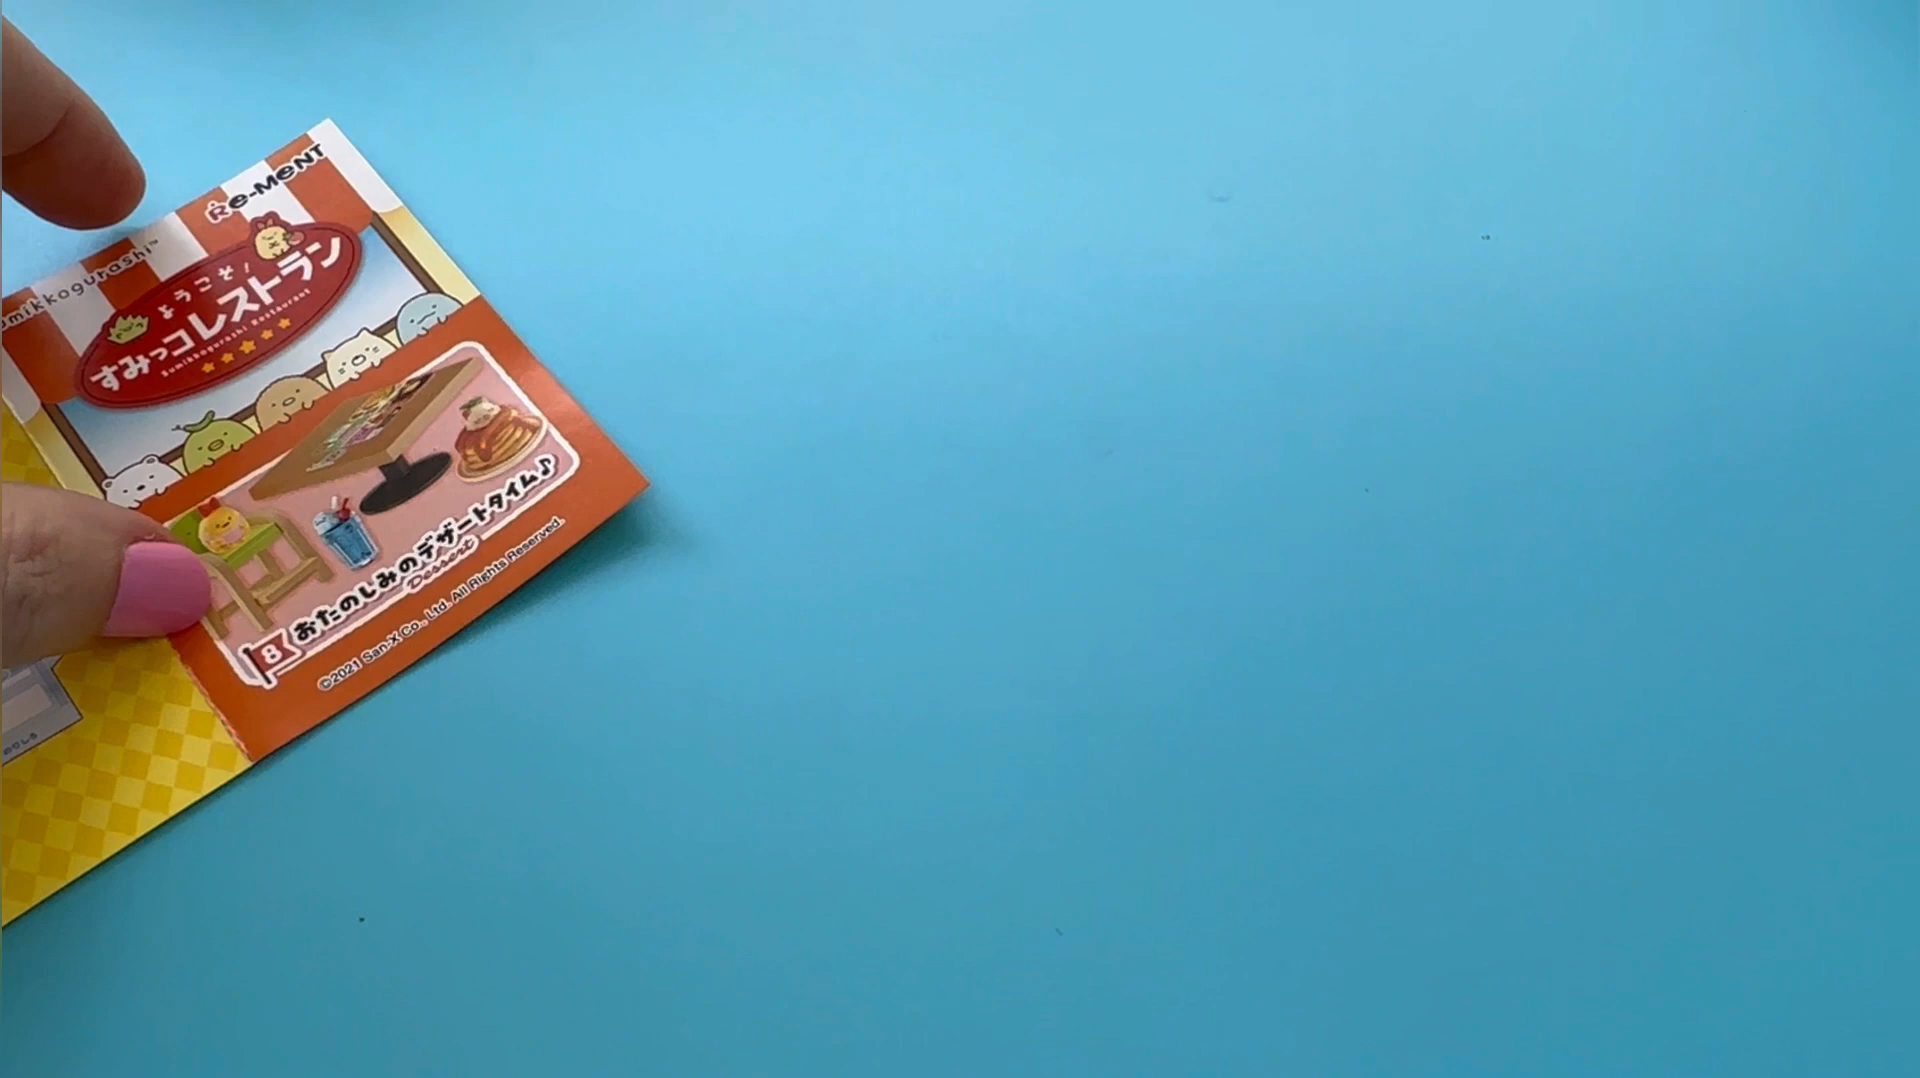 Re-MeNT
umikkogurashi™
ようこそ!
すみっコレストラン
Sumikkogurashi Restaurant
8 おたのしみのデザートタイム♪
Dessert
©2021 San-X Co., Ltd. All Rights Reserved.